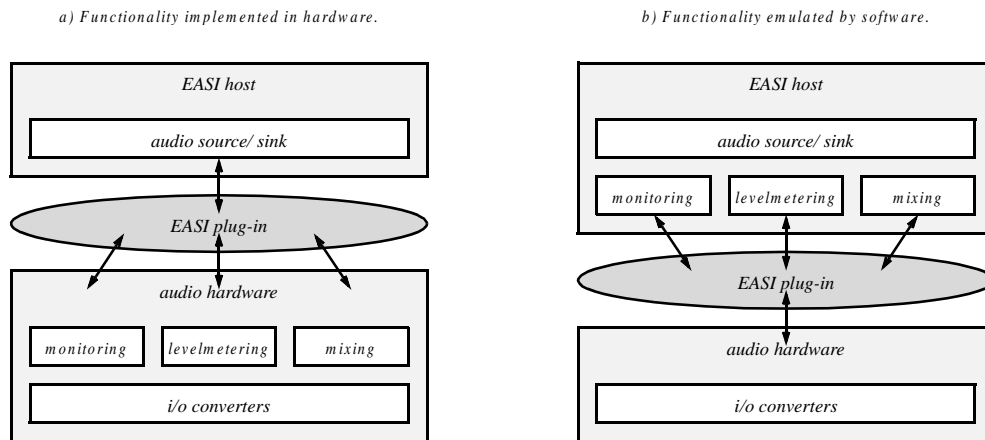 a) Functionality implemented in hardware.
EASI host
audio source/ sink
EASI plug-in
audio hardware
monitoring
levelmetering
mixing
i/o converters
b) Functionality emulated by software.
EASI host
audio source/ sink
monitoring
levelmetering
mixing
EASI plug-in
audio hardware
i/o converters